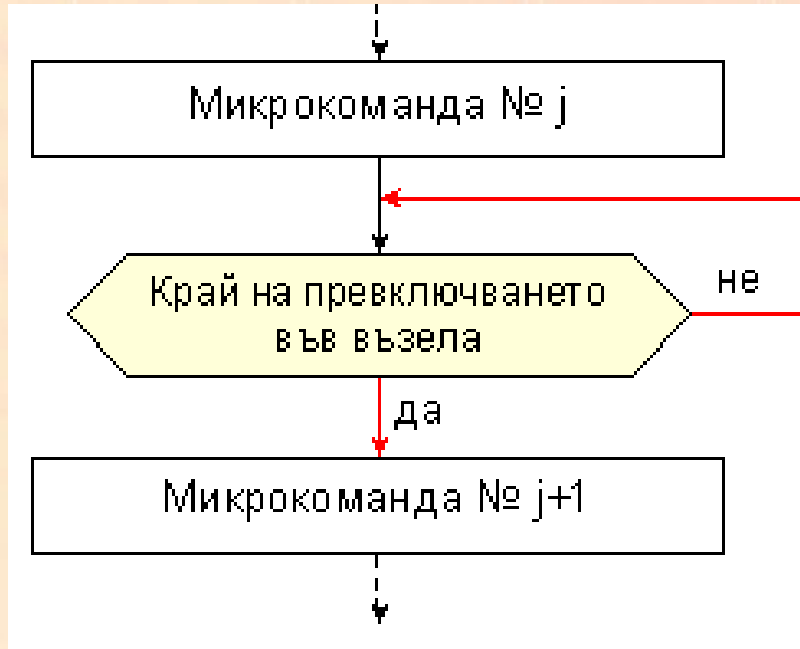 Микрокоманда № j
Край на превключването
във възела
не
да
Микрокоманда № j+1